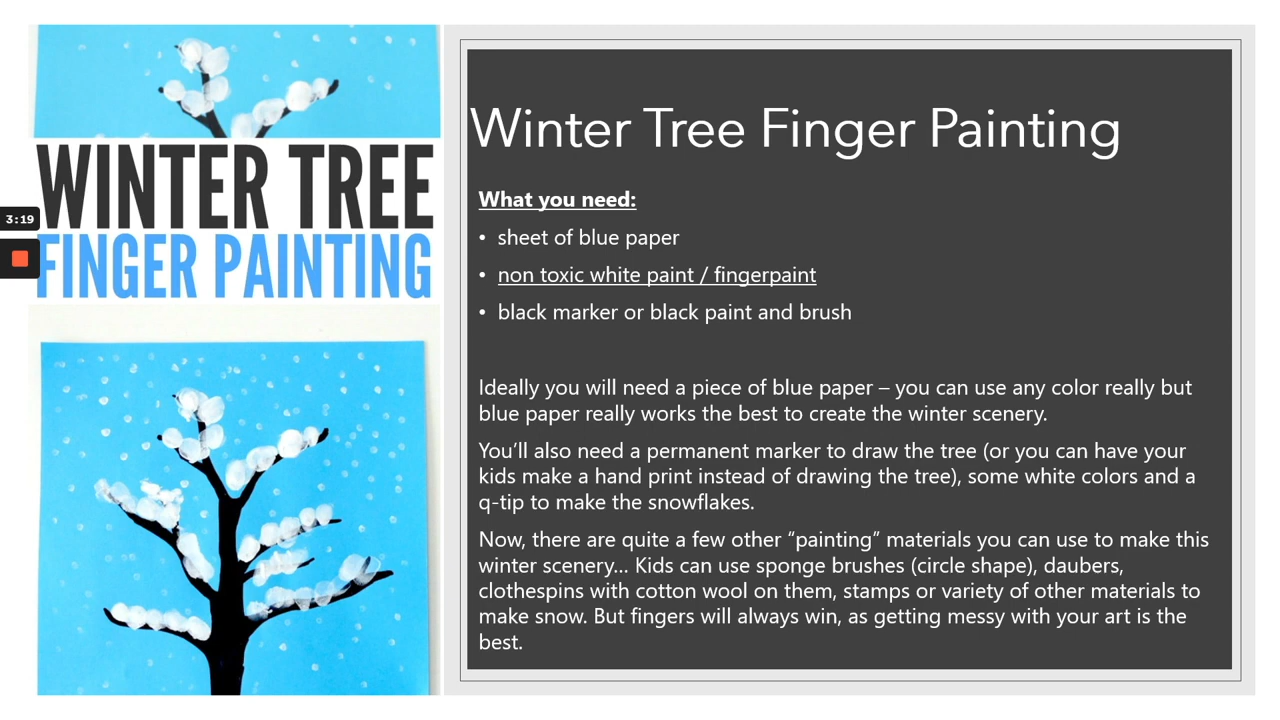 WINTER TREE
FINGER PAINTING
3:19
Winter Tree Finger Painting
What you need:
• sheet of blue paper
• non toxic white paint / fingerpaint
• black marker or black paint and brush
Ideally you will need a piece of blue paper – you can use any color really but
blue paper really works the best to create the winter scenery.
You’ll also need a permanent marker to draw the tree (or you can have your
kids make a hand print instead of drawing the tree), some white colors and a
q-tip to make the snowflakes.
Now, there are quite a few other “painting” materials you can use to make this
winter scenery... Kids can use sponge brushes (circle shape), daubers,
clothespins with cotton wool on them, stamps or variety of other materials to
make snow. But fingers will always win, as getting messy with your art is the
best.